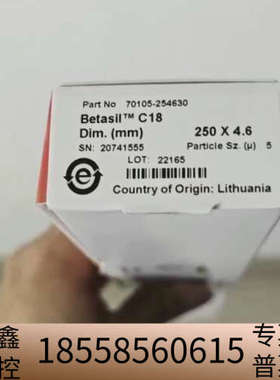 Part No 70105-254630
Betasil™ C18
Dim. (mm) 250 X 4.6
SN: 20741555 Particle Sz. (µ) 5
LOT: 22165
e
Country of Origin: Lithuania
鑫 18558560615 专
控 普